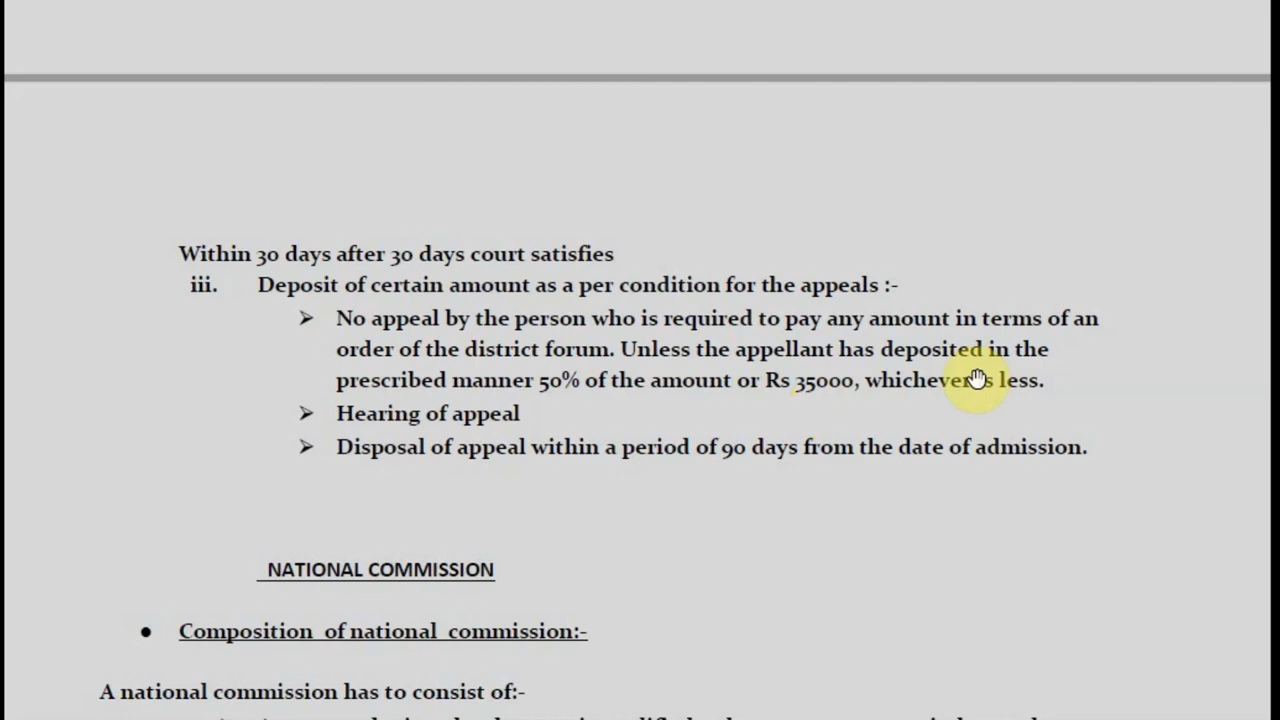 Within 30 days after 30 days court satisfies
iii. Deposit of certain amount as a per condition for the appeals :-
➢ No appeal by the person who is required to pay any amount in terms of an
order of the district forum. Unless the appellant has deposited in the
prescribed manner 50% of the amount or Rs 35000, whichever is less.
➢ Hearing of appeal
➢ Disposal of appeal within a period of 90 days from the date of admission.
NATIONAL COMMISSION
● Composition of national commission:-
A national commission has to consist of:-